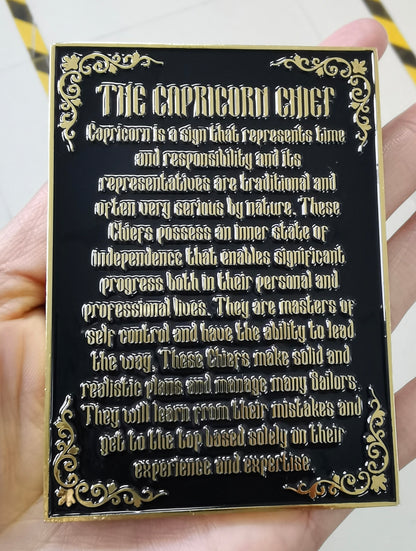 THE CAPRICORN CHIEF
Capricorn is a sign that represents time
and responsibility and its
representatives are traditional and
often very serious by nature. These
Chiefs possess an inner state of
independence that enables significant
progress both in their personal and
professional lives. They are masters of
self control and have the ability to lead
the way. These Chiefs make solid and
realistic plans and manage many Sailors.
They will learn from their mistakes and
get to the top based solely on their
experience and expertise.